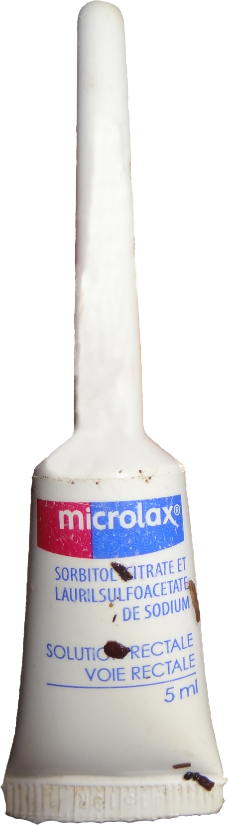 microlax®
SORBITOL CITRATE ET
LAURILSULFOACETATE
DE SODIUM
SOLUTION RECTALE
VOIE RECTALE
5 ml